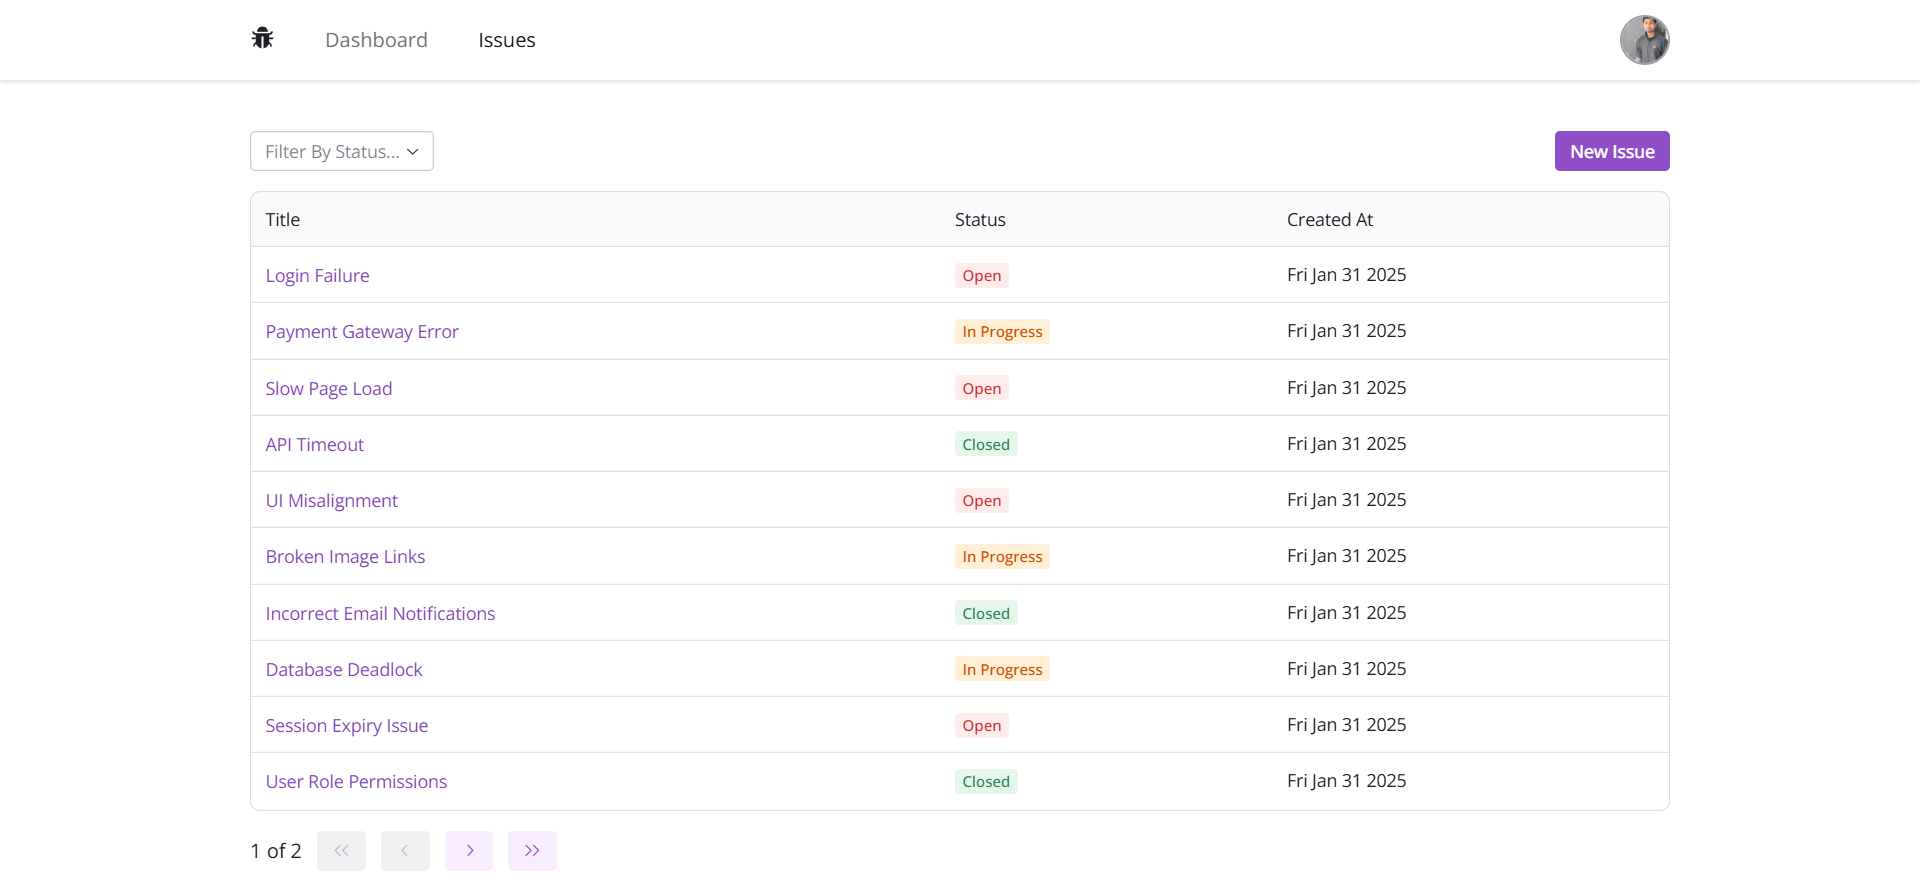 Dashboard Issues
Filter By Status... New Issue
Title Status Created At
Login Failure Open Fri Jan 31 2025
Payment Gateway Error In Progress Fri Jan 31 2025
Slow Page Load Open Fri Jan 31 2025
API Timeout Closed Fri Jan 31 2025
UI Misalignment Open Fri Jan 31 2025
Broken Image Links In Progress Fri Jan 31 2025
Incorrect Email Notifications Closed Fri Jan 31 2025
Database Deadlock In Progress Fri Jan 31 2025
Session Expiry Issue Open Fri Jan 31 2025
User Role Permissions Closed Fri Jan 31 2025
1 of 2